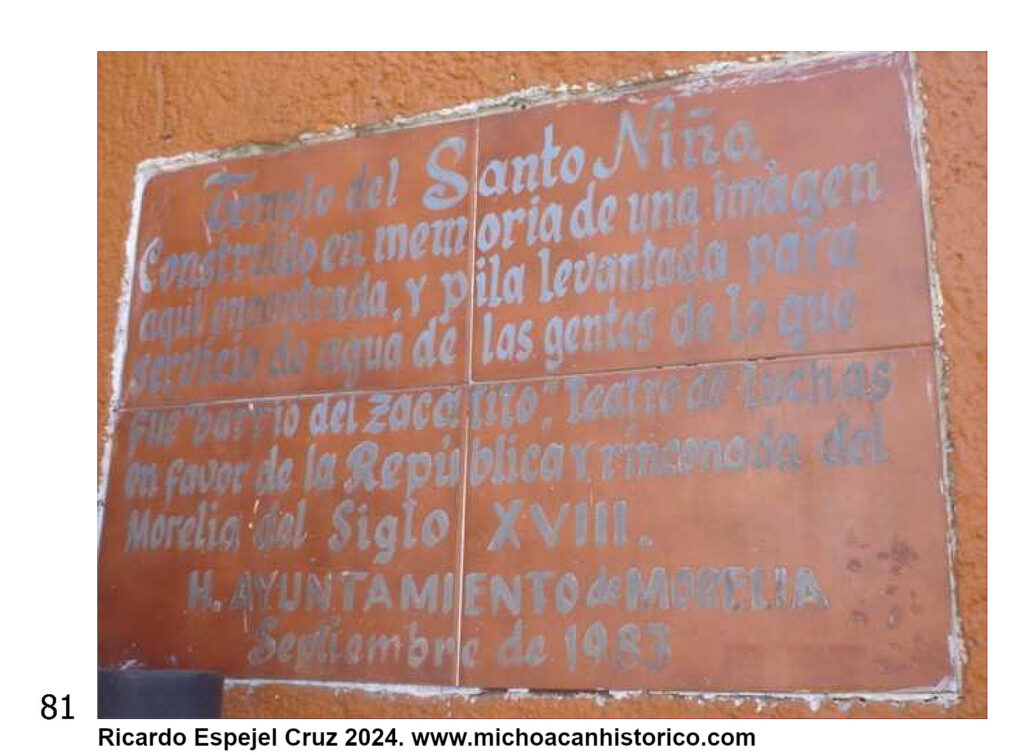 Templo del Santo Niño.
Construido en memoria de una imágen
aqui encontrada, y pila levantada para
servicio de agua de las gentes de lo que
fue "barrio del zacatito". Teatro de Luchas
en favor de la República y rinconada del
Morelia del Siglo XVIII.
H. AYUNTAMIENTO de MORELIA
Septiembre de 1983
81
Ricardo Espejel Cruz 2024. www.michoacanhistorico.com